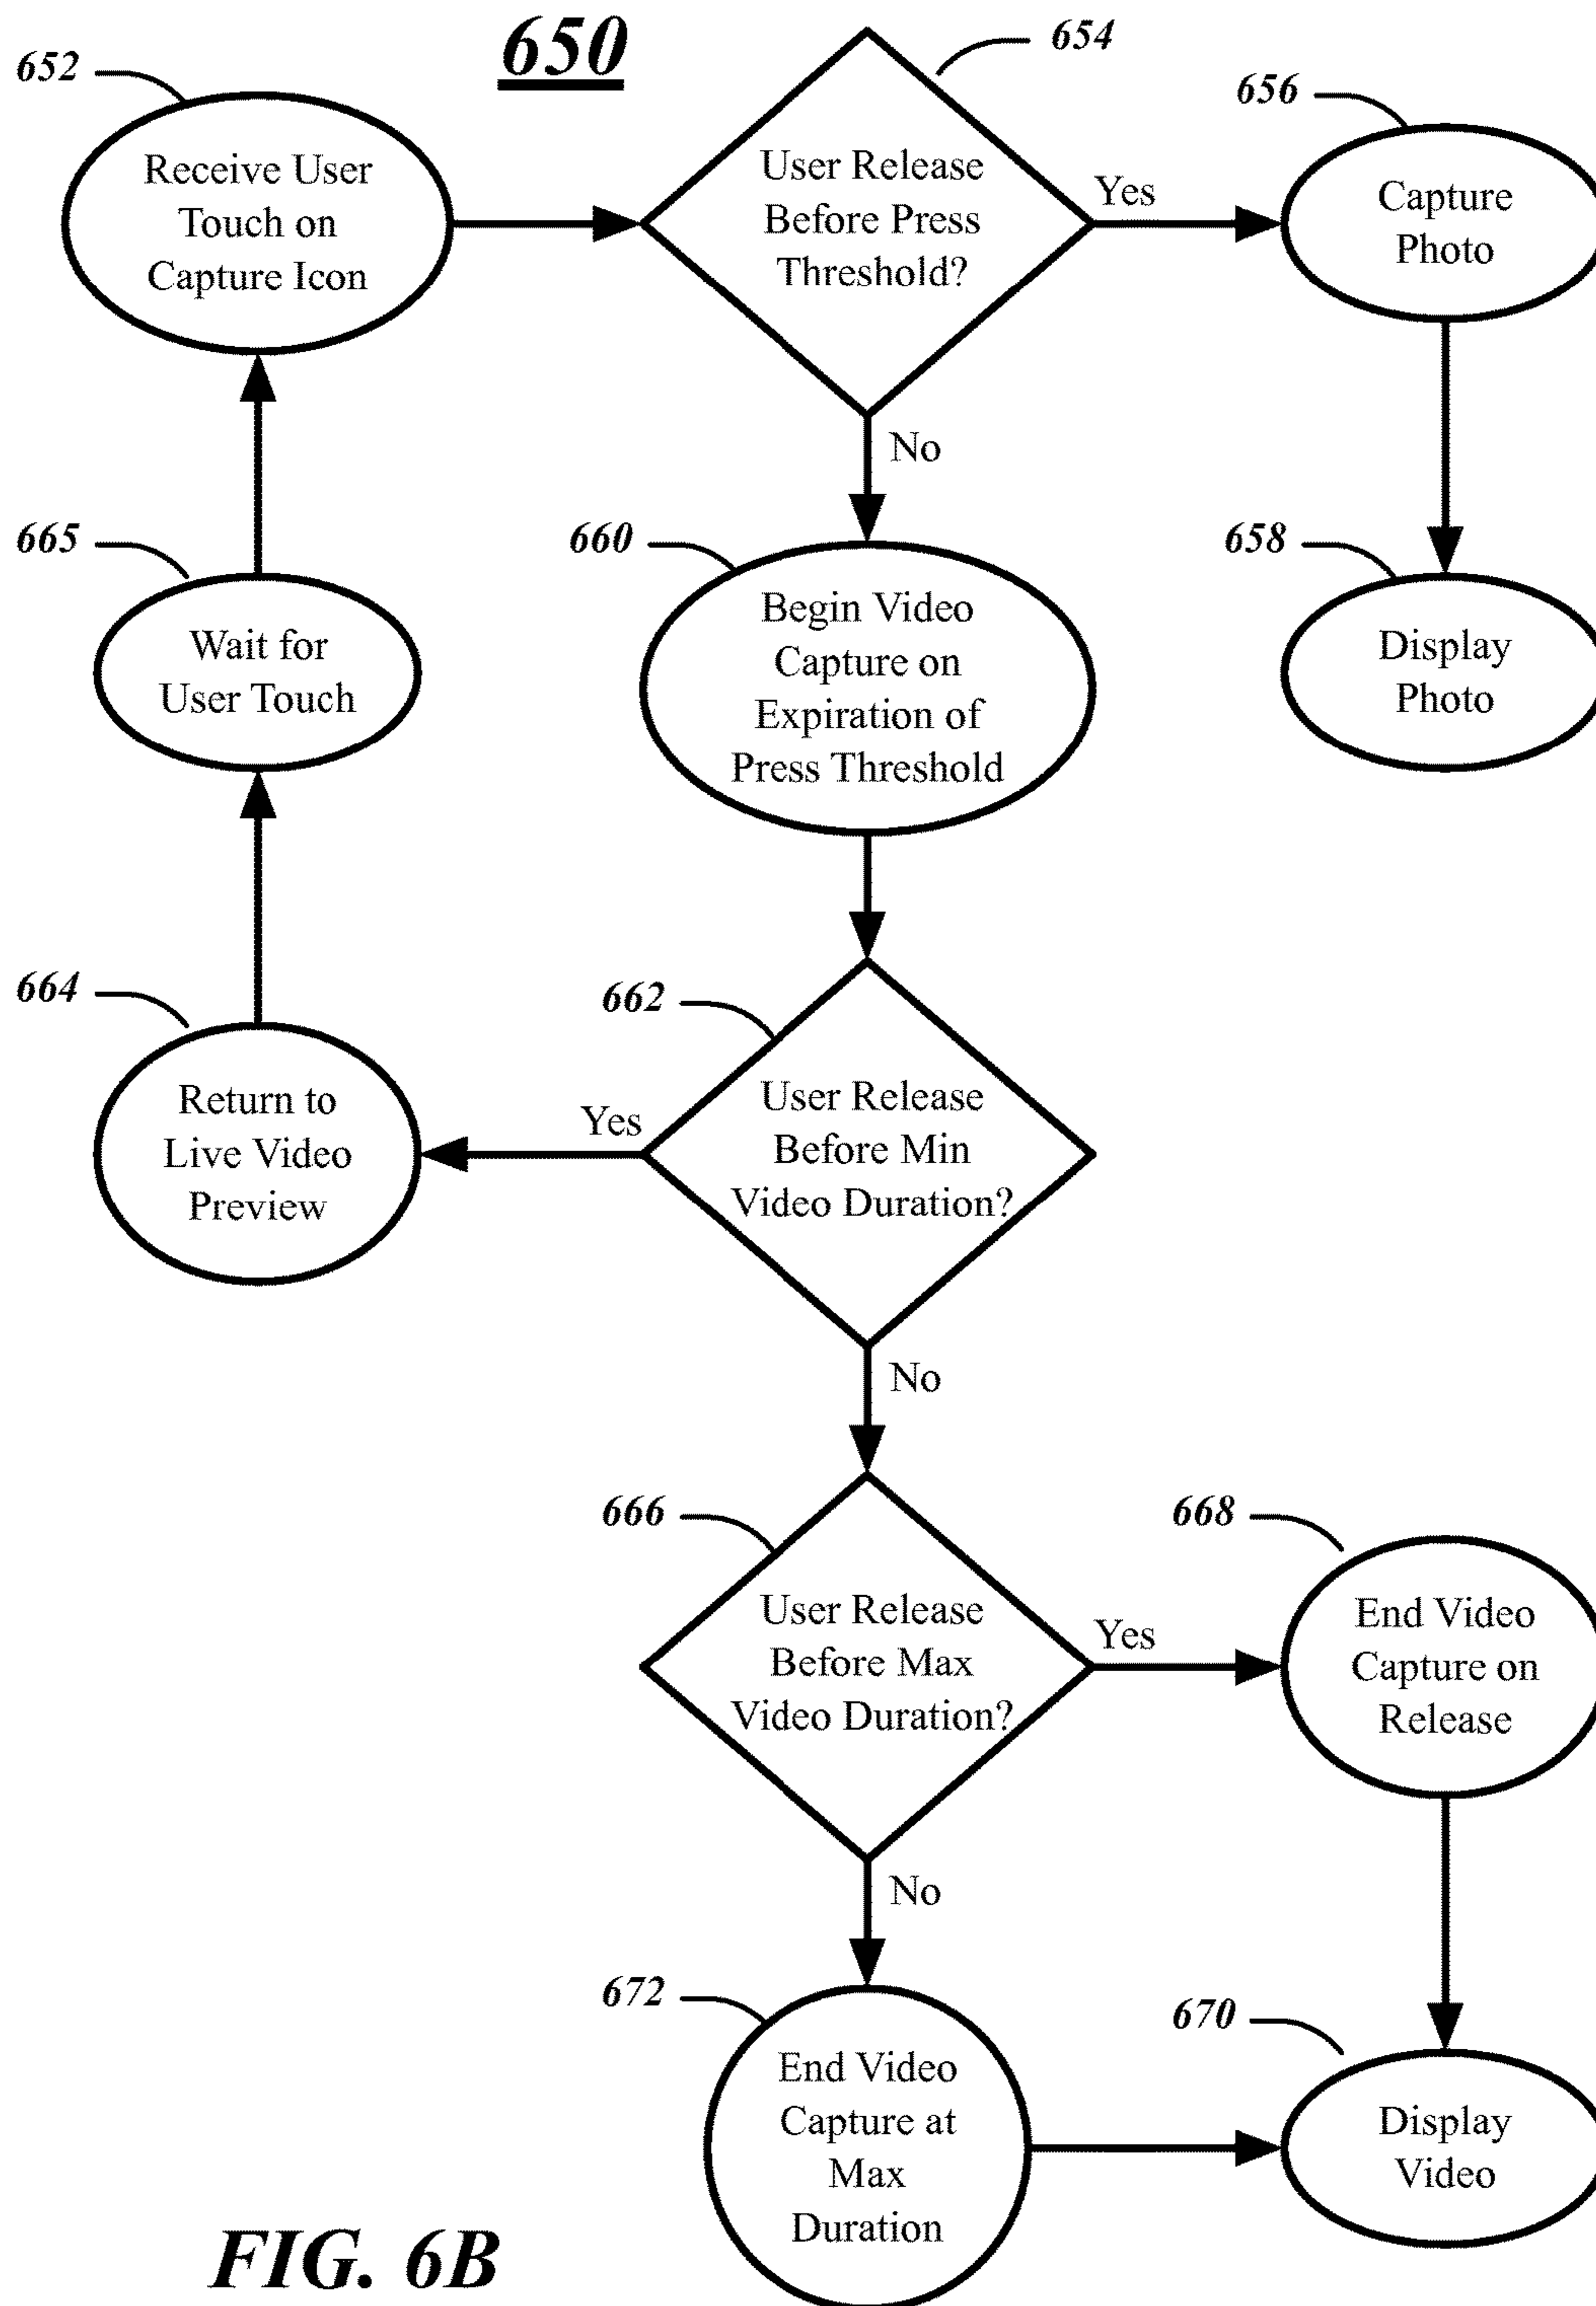 650
652
Receive User
Touch on
Capture Icon
654
User Release
Before Press
Threshold?
Yes
656
Capture
Photo
No
665
Wait for
User Touch
660
Begin Video
Capture on
Expiration of
Press Threshold
658
Display
Photo
664
Return to
Live Video
Preview
Yes
662
User Release
Before Min
Video Duration?
No
666
User Release
Before Max
Video Duration?
Yes
668
End Video
Capture on
Release
No
672
End Video
Capture at
Max
Duration
670
Display
Video
FIG. 6B